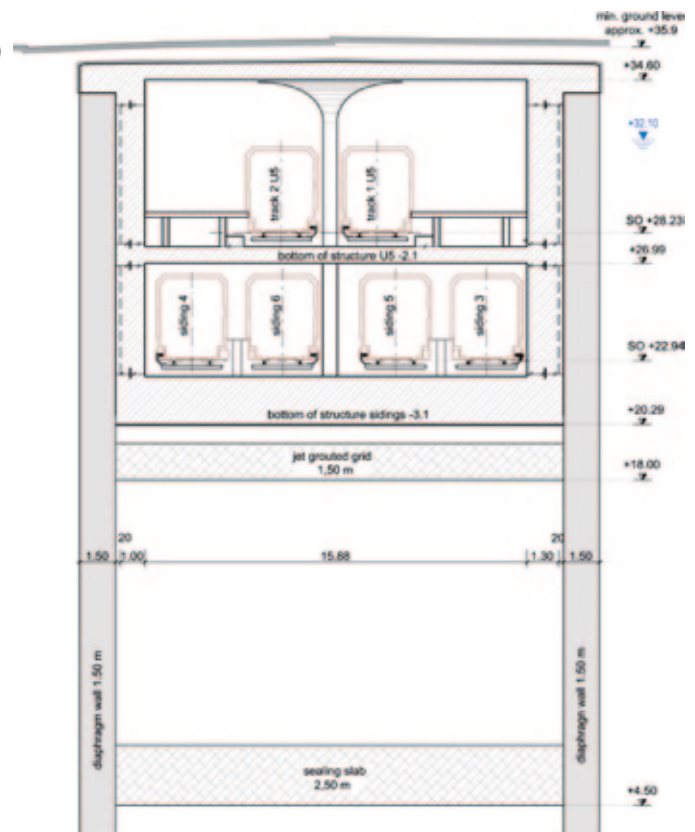 min. ground level
approx. +35.9
+34.60
+32.10
track 2 U5
track 1 U5
SO +28.23
bottom of structure U5 -2.1
+26.99
siding 4
siding 6
siding 5
siding 3
SO +22.94
bottom of structure sidings -3.1
+20.29
jet grouted grid
1,50 m
+18.00
20
20
1.50
1.00
15.88
1.30
1.50
diaphragm wall 1.50 m
diaphragm wall 1.50 m
sealing slab
2,50 m
+4.50